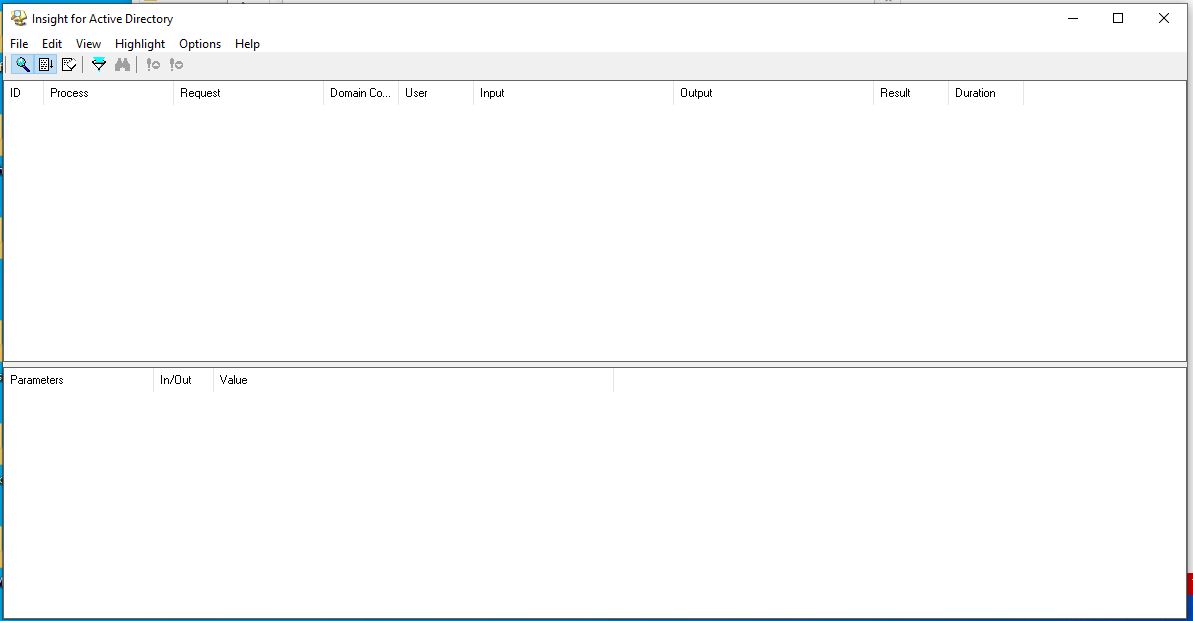 Insight for Active Directory
File Edit View Highlight Options Help
ID Process Request Domain Co... User Input Output Result Duration
Parameters In/Out Value